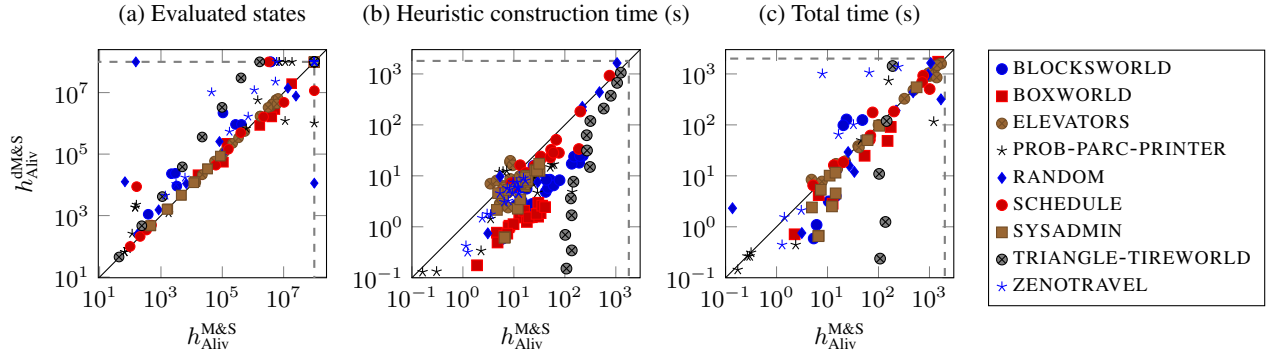 (a) Evaluated states
(b) Heuristic construction time (s)
(c) Total time (s)
h_Aliv^dM&S
10^7
10^5
10^3
10^1
10^1 10^3 10^5 10^7
h_Aliv^M&S
10^3
10^2
10^1
10^0
10^−1
10^−1 10^0 10^1 10^2 10^3
h_Aliv^M&S
10^3
10^2
10^1
10^0
10^−1
10^−1 10^0 10^1 10^2 10^3
h_Aliv^M&S
BLOCKSWORLD
BOXWORLD
ELEVATORS
PROB-PARC-PRINTER
RANDOM
SCHEDULE
SYSADMIN
TRIANGLE-TIREWORLD
ZENOTRAVEL